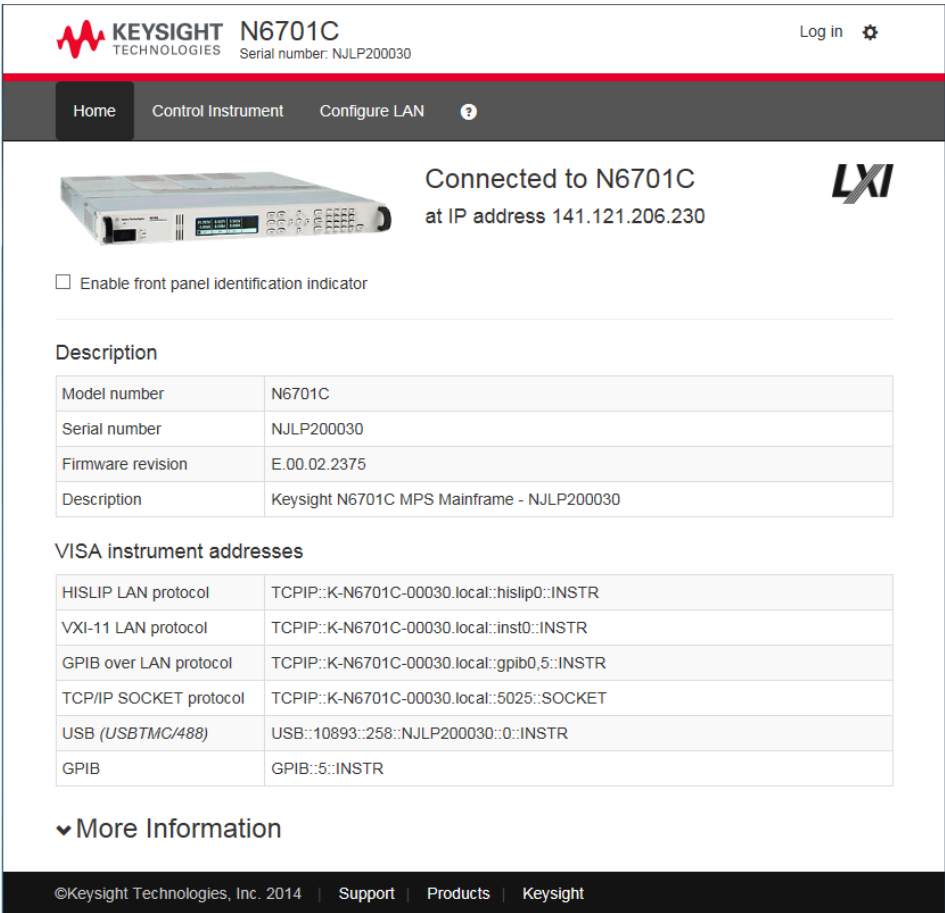 KEYSIGHT TECHNOLOGIES
N6701C
Serial number: NJLP200030
Log in
Home Control Instrument Configure LAN ?
Connected to N6701C
at IP address 141.121.206.230
LXI
Enable front panel identification indicator
Description
Model number N6701C
Serial number NJLP200030
Firmware revision E.00.02.2375
Description Keysight N6701C MPS Mainframe - NJLP200030
VISA instrument addresses
HISLIP LAN protocol TCPIP::K-N6701C-00030.local::hislip0::INSTR
VXI-11 LAN protocol TCPIP::K-N6701C-00030.local::inst0::INSTR
GPIB over LAN protocol TCPIP::K-N6701C-00030.local::gpib0,5::INSTR
TCP/IP SOCKET protocol TCPIP::K-N6701C-00030.local::5025::SOCKET
USB (USBTMC/488) USB::10893::258::NJLP200030::0::INSTR
GPIB GPIB::5::INSTR
More Information
©Keysight Technologies, Inc. 2014 | Support | Products | Keysight